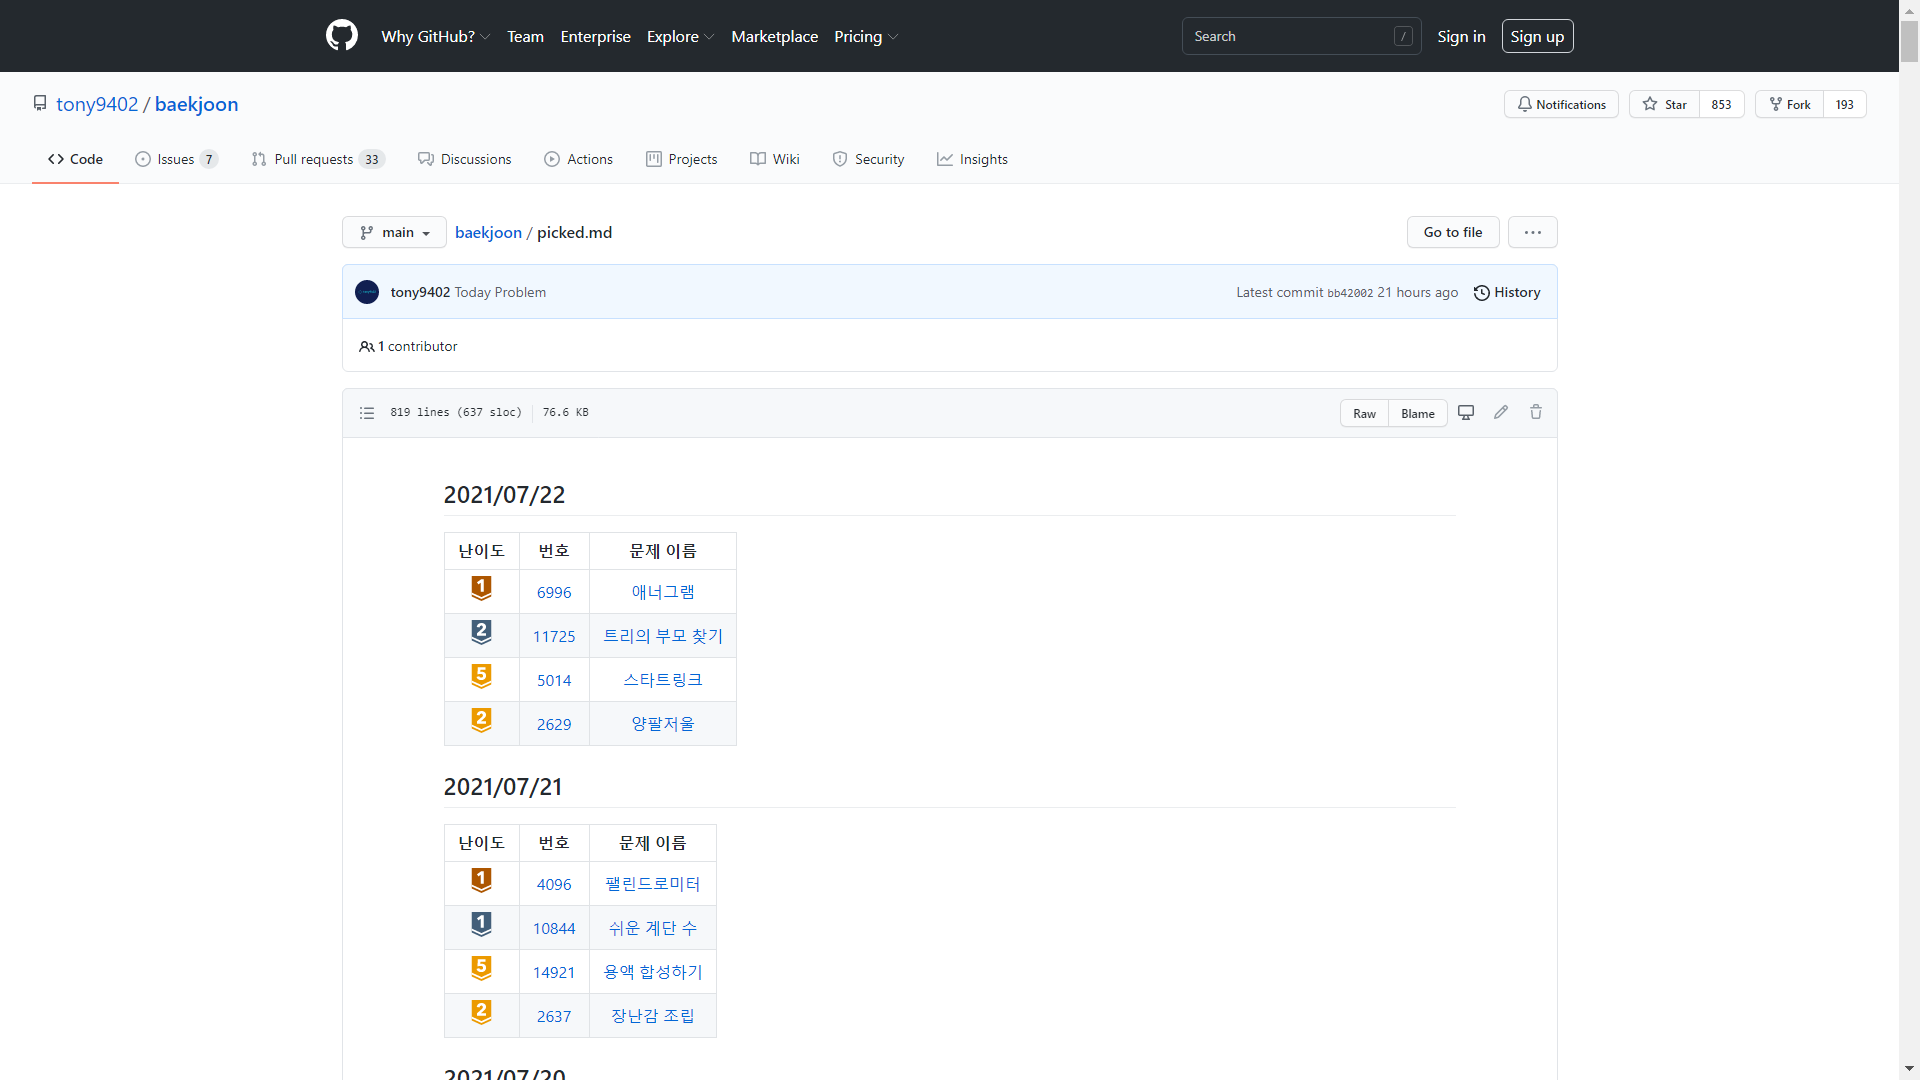 Why GitHub? Team Enterprise Explore Marketplace Pricing Search / Sign in Sign up
tony9402 / baekjoon Notifications Star 853 Fork 193
Code Issues 7 Pull requests 33 Discussions Actions Projects Wiki Security Insights
main baekjoon / picked.md Go to file ...
tony9402 Today Problem Latest commit bb42002 21 hours ago History
1 contributor
819 lines (637 sloc) 76.6 KB Raw Blame
2021/07/22
난이도 번호 문제 이름
1 6996 애너그램
2 11725 트리의 부모 찾기
5 5014 스타트링크
2 2629 양팔저울
2021/07/21
난이도 번호 문제 이름
1 4096 팰린드로미터
1 10844 쉬운 계단 수
5 14921 용액 합성하기
2 2637 장난감 조립
2021/07/20